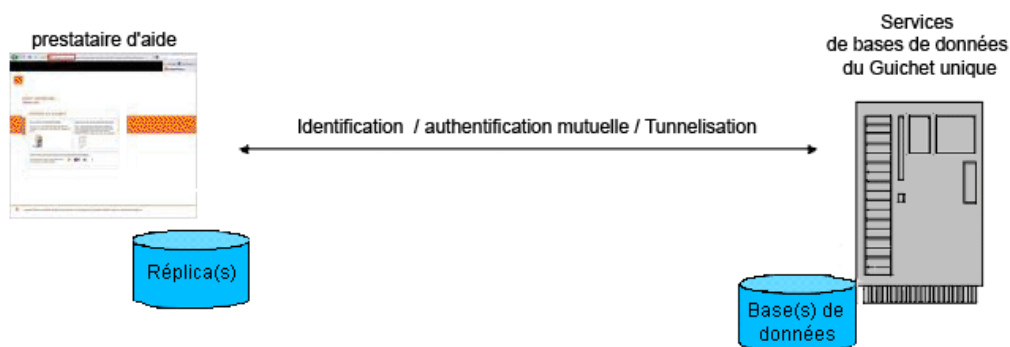 prestataire d'aide
Services
de bases de données
du Guichet unique
Identification / authentification mutuelle / Tunnelisation
Réplica(s)
Base(s) de
données